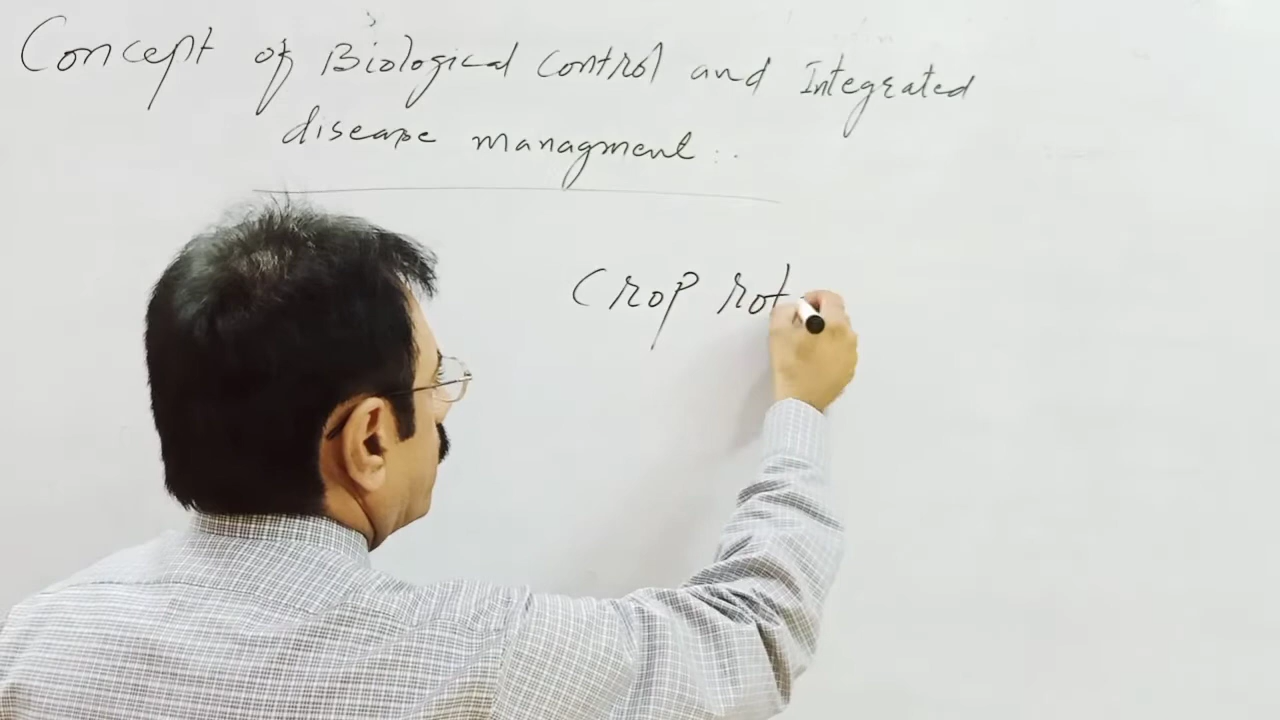 Concept of Biological control and Integrated
disease managment...
Crop rot